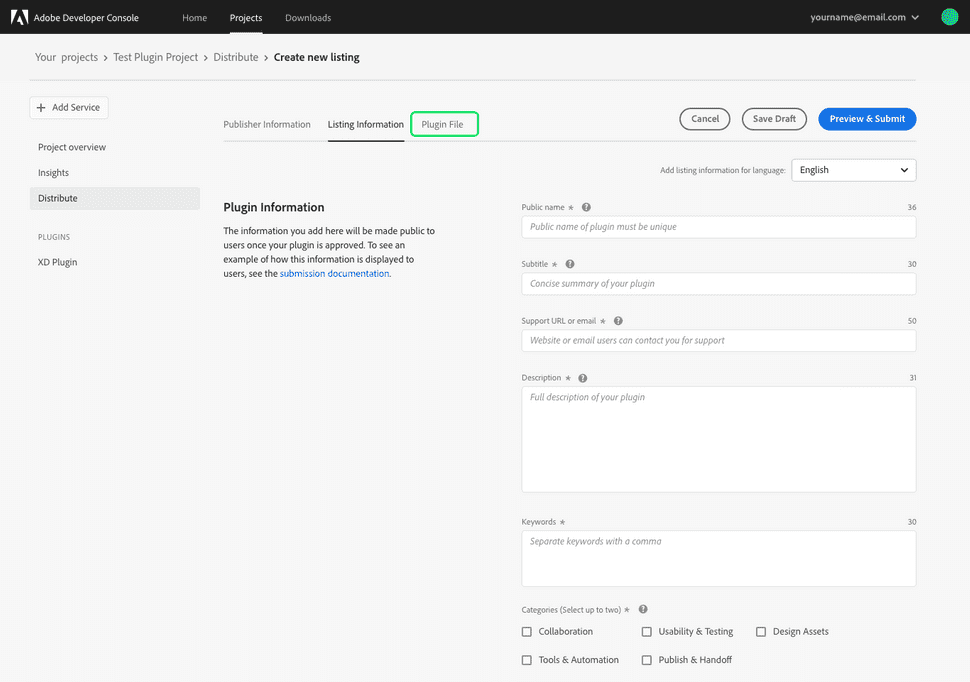 Adobe Developer Console
Home
Projects
Downloads
yourname@email.com
Your projects › Test Plugin Project › Distribute › Create new listing
+ Add Service
Project overview
Insights
Distribute
PLUGINS
XD Plugin
Publisher Information
Listing Information
Plugin File
Cancel
Save Draft
Preview & Submit
Add listing information for language:
English
Plugin Information
The information you add here will be made public to
users once your plugin is approved. To see an
example of how this information is displayed to
users, see the submission documentation.
Public name * ?
36
Public name of plugin must be unique
Subtitle * ?
30
Concise summary of your plugin
Support URL or email * ?
50
Website or email users can contact you for support
Description * ?
31
Full description of your plugin
Keywords *
30
Separate keywords with a comma
Categories (Select up to two) * ?
Collaboration
Usability & Testing
Design Assets
Tools & Automation
Publish & Handoff